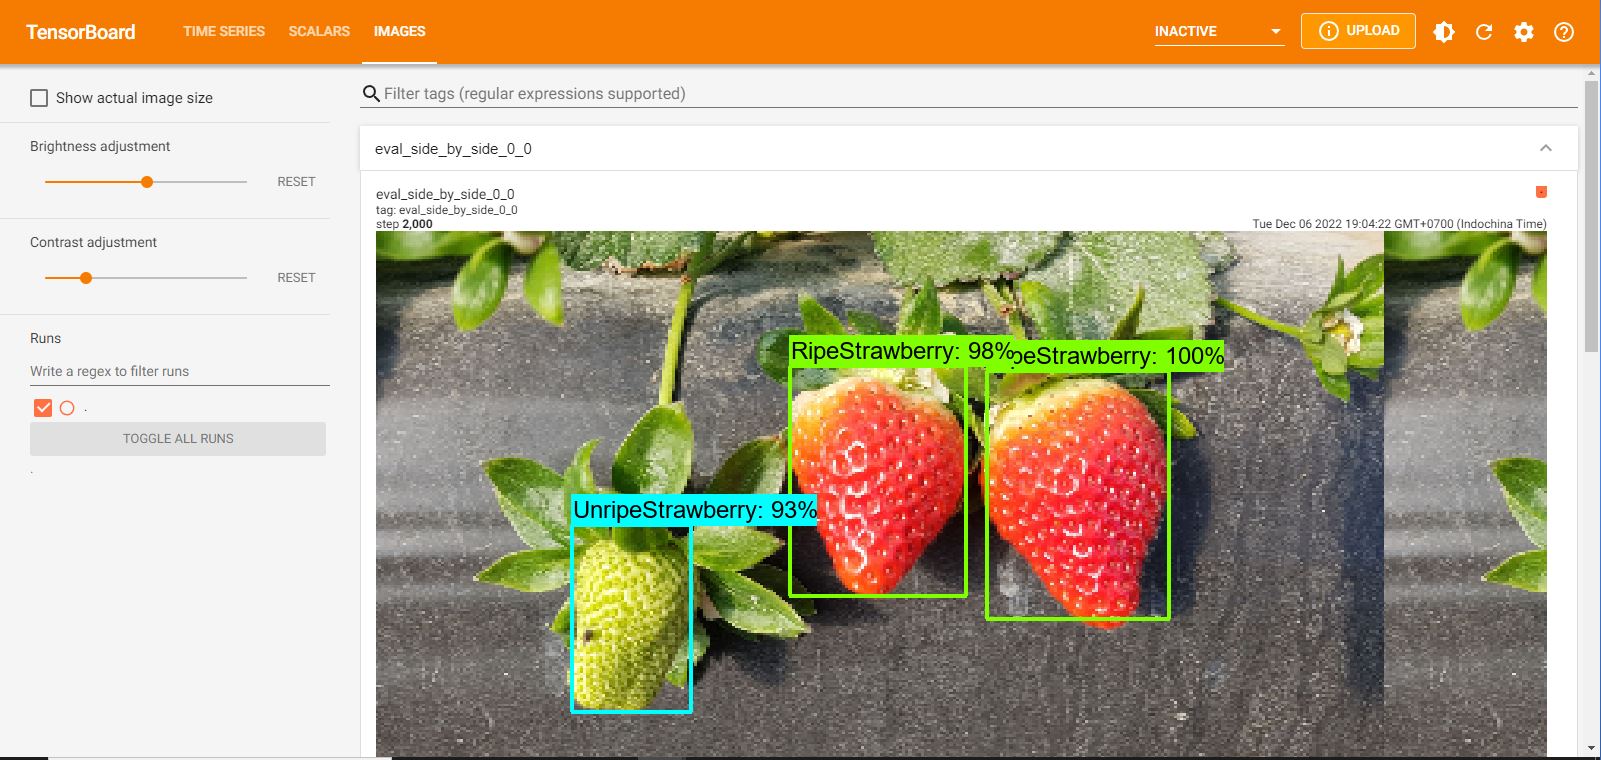 TensorBoard
TIME SERIES
SCALARS
IMAGES
INACTIVE
UPLOAD
Show actual image size
Brightness adjustment
RESET
Contrast adjustment
RESET
Runs
Write a regex to filter runs
.
TOGGLE ALL RUNS
.
Filter tags (regular expressions supported)
eval_side_by_side_0_0
eval_side_by_side_0_0
tag: eval_side_by_side_0_0
step 2,000
Tue Dec 06 2022 19:04:22 GMT+0700 (Indochina Time)
RipeStrawberry: 98%
peStrawberry: 100%
UnripeStrawberry: 93%